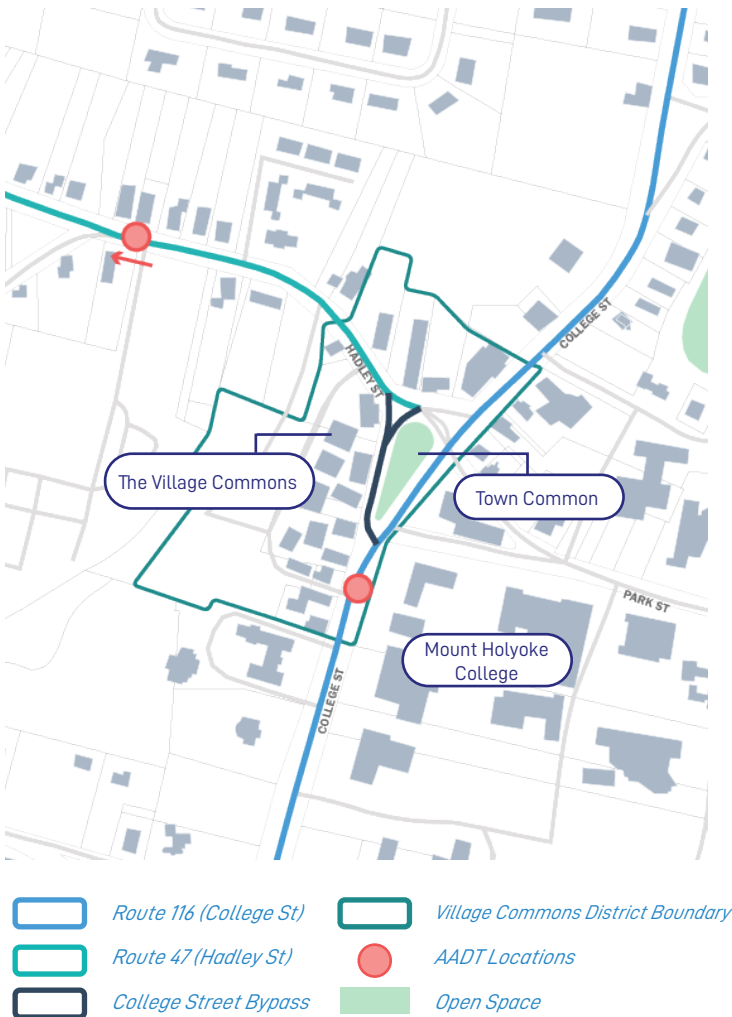 COLLEGE ST
HADLEY ST
The Village Commons
Town Common
PARK ST
Mount Holyoke
College
COLLEGE ST
Route 116 (College St)
Village Commons District Boundary
Route 47 (Hadley St)
AADT Locations
College Street Bypass
Open Space